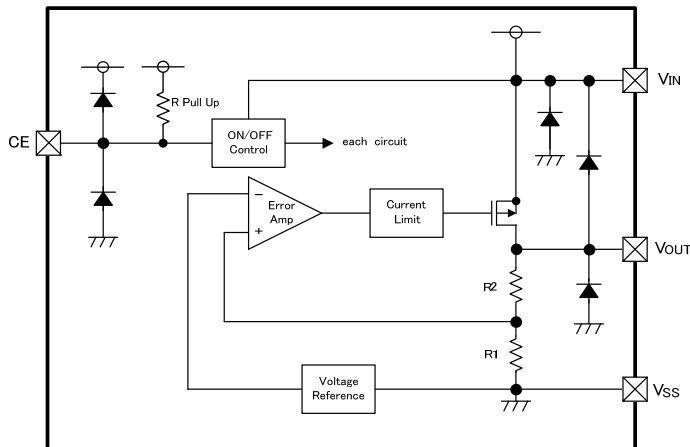 VIN
R Pull Up
CE
ON/OFF
Control
each circuit
−
Error
Amp
+
Current
Limit
VOUT
R2
R1
Voltage
Reference
VSS